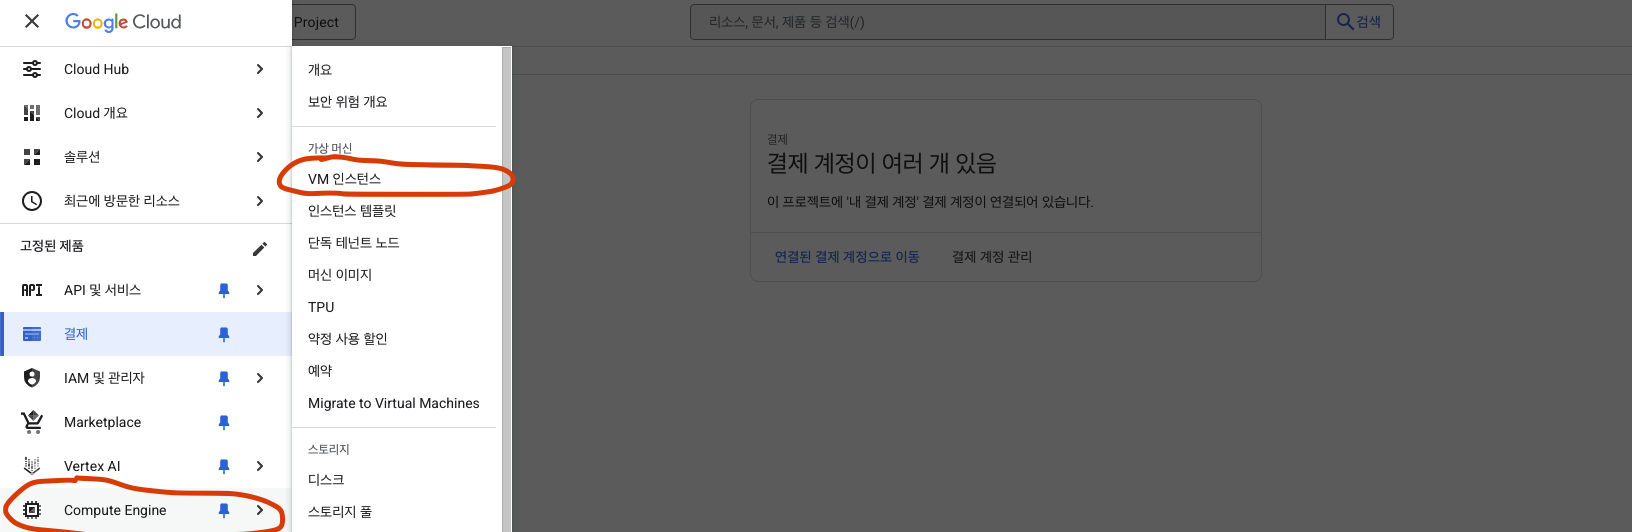 Google Cloud
Project
리소스, 문서, 제품 등 검색(/)
검색
Cloud Hub
Cloud 개요
솔루션
최근에 방문한 리소스
고정된 제품
API API 및 서비스
결제
IAM 및 관리자
Marketplace
Vertex AI
Compute Engine
개요
보안 위험 개요
가상 머신
VM 인스턴스
인스턴스 템플릿
단독 테넌트 노드
머신 이미지
TPU
약정 사용 할인
예약
Migrate to Virtual Machines
스토리지
디스크
스토리지 풀
결제
결제 계정이 여러 개 있음
이 프로젝트에 '내 결제 계정' 결제 계정이 연결되어 있습니다.
연결된 결제 계정으로 이동
결제 계정 관리